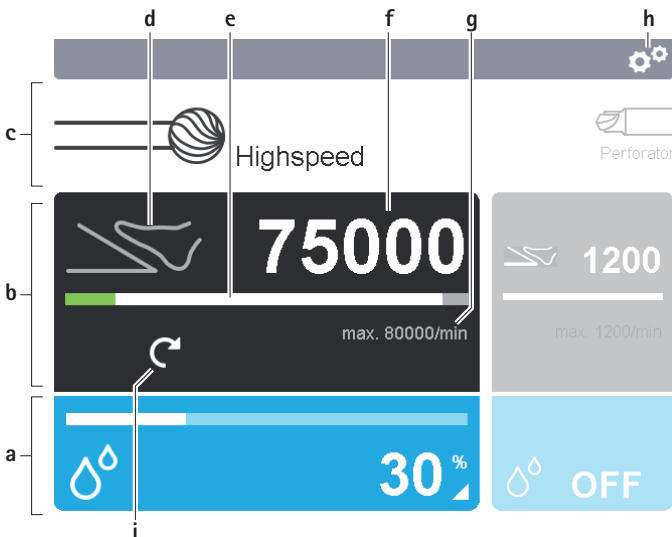 d e f g h
c
Highspeed
Perforator
b
75000
1200
max. 80000/min
max. 1200/min
a
30 %
OFF
i